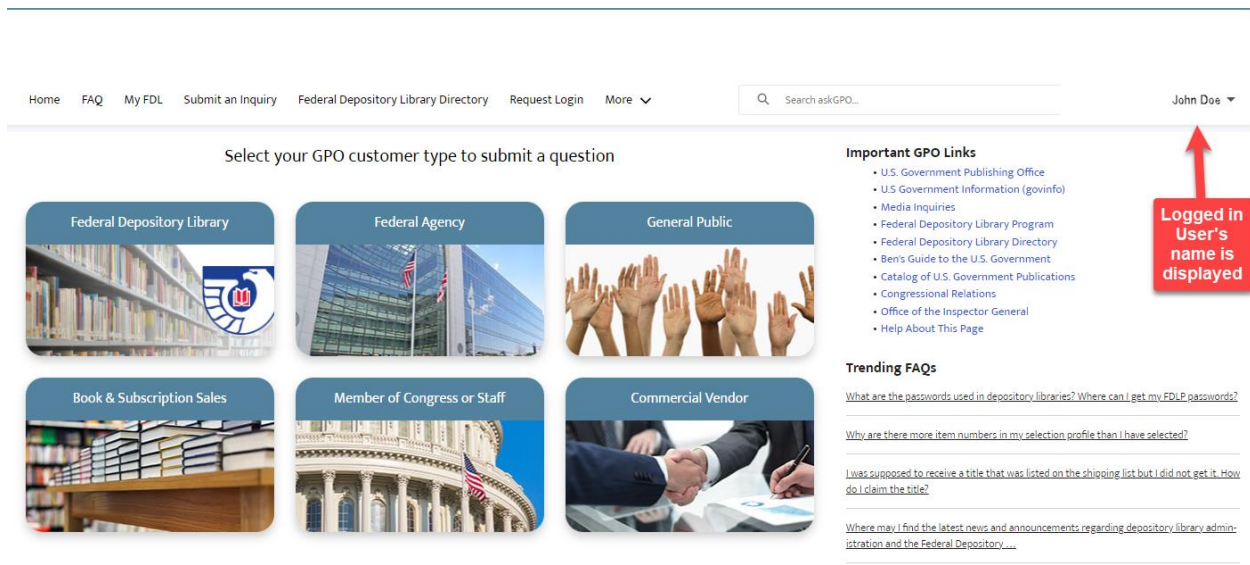 Home FAQ My FDL Submit an Inquiry Federal Depository Library Directory Request Login More Search askGPO... John Doe
Select your GPO customer type to submit a question
Federal Depository Library
Federal Agency
General Public
Book & Subscription Sales
Member of Congress or Staff
Commercial Vendor
Important GPO Links
• U.S. Government Publishing Office
• U.S Government Information (govinfo)
• Media Inquiries
• Federal Depository Library Program
• Federal Depository Library Directory
• Ben's Guide to the U.S. Government
• Catalog of U.S. Government Publications
• Congressional Relations
• Office of the Inspector General
• Help About This Page
Logged in
User's
name is
displayed
Trending FAQs
What are the passwords used in depository libraries? Where can I get my FDLP passwords?
Why are there more item numbers in my selection profile than I have selected?
I was supposed to receive a title that was listed on the shipping list but I did not get it. How
do I claim the title?
Where may I find the latest news and announcements regarding depository library admin-
istration and the Federal Depository ...